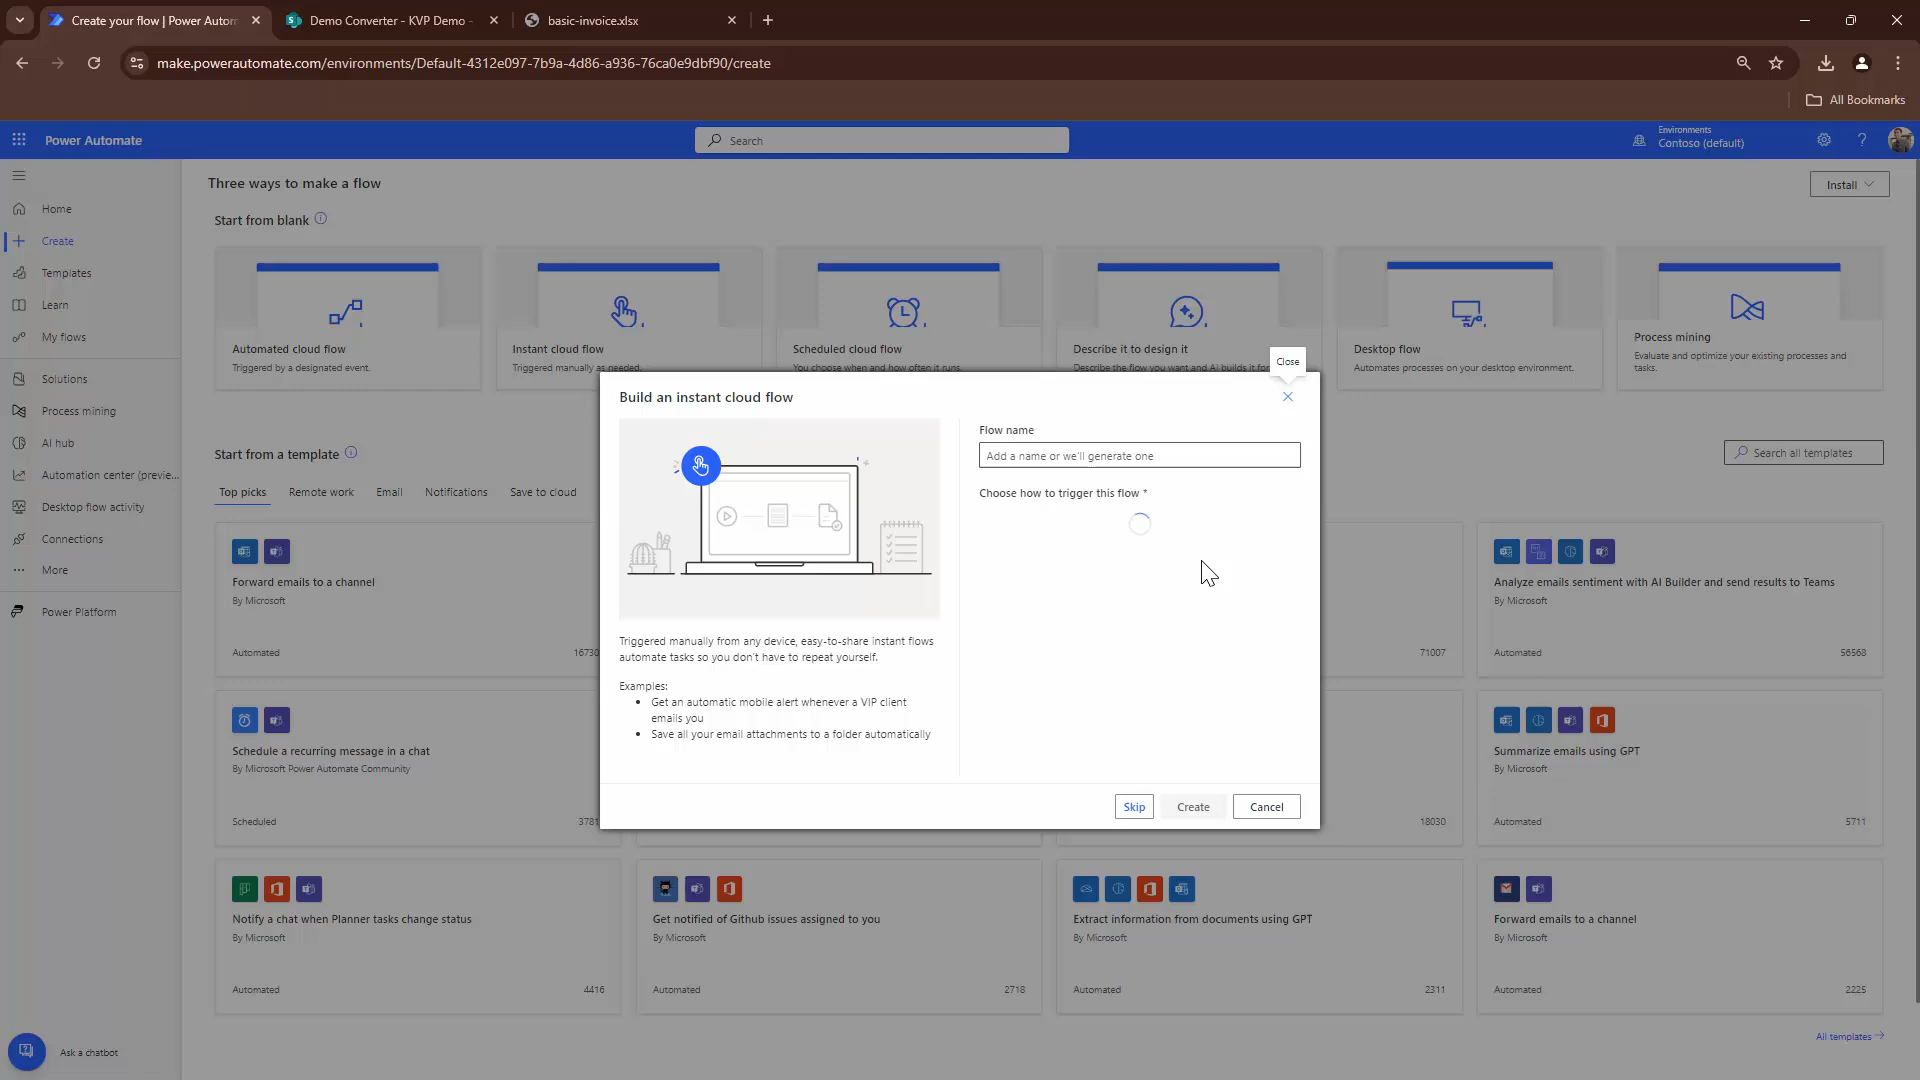 Create your flow | Power Autom
Demo Converter - KVP Demo -
basic-invoice.xlsx
make.powerautomate.com/environments/Default-4312e097-7b9a-4d86-a936-76ca0e9dbf90/create
All Bookmarks
Power Automate
Search
Environments
Contoso (default)
Home
Create
Templates
Learn
My flows
Solutions
Process mining
AI hub
Automation center (previe...
Desktop flow activity
Connections
More
Power Platform
Ask a chatbot
Three ways to make a flow
Install
Start from blank
Automated cloud flow
Triggered by a designated event.
Instant cloud flow
Triggered manually as needed.
Scheduled cloud flow
You choose when and how often it runs.
Describe it to design it
Describe the flow you want and AI builds it for
Desktop flow
Automates processes on your desktop environment.
Process mining
Evaluate and optimize your existing processes and
tasks.
Close
Build an instant cloud flow
Triggered manually from any device, easy-to-share instant flows
automate tasks so you don't have to repeat yourself.
Examples:
• Get an automatic mobile alert whenever a VIP client
emails you
• Save all your email attachments to a folder automatically
Flow name
Add a name or we'll generate one
Choose how to trigger this flow *
Skip
Create
Cancel
Start from a template
Search all templates
Top picks
Remote work
Email
Notifications
Save to cloud
Forward emails to a channel
By Microsoft
Automated
16730
71007
Analyze emails sentiment with AI Builder and send results to Teams
By Microsoft
Automated
56568
Schedule a recurring message in a chat
By Microsoft Power Automate Community
Scheduled
3781
18030
Summarize emails using GPT
By Microsoft
Automated
5711
Notify a chat when Planner tasks change status
By Microsoft
Automated
4416
Get notified of Github issues assigned to you
By Microsoft
Automated
2718
Extract information from documents using GPT
By Microsoft
Automated
2311
Forward emails to a channel
By Microsoft
Automated
2225
All templates